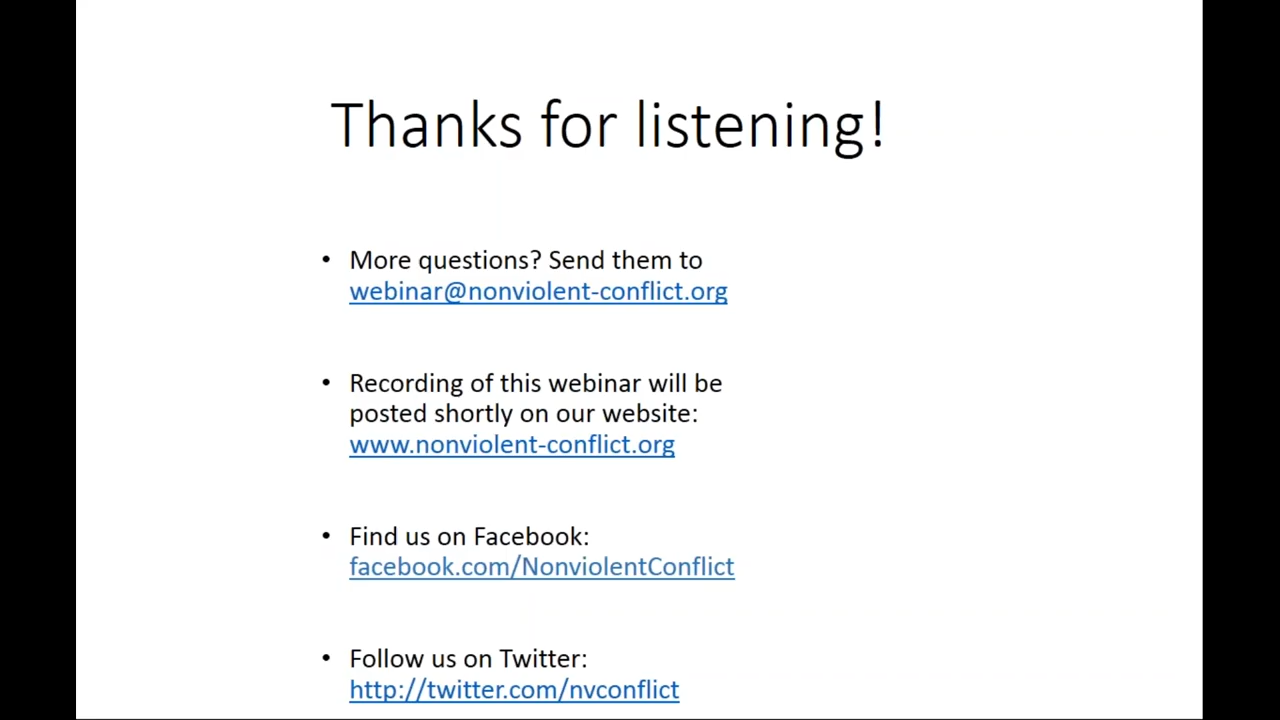 Thanks for listening!
• More questions? Send them to
webinar@nonviolent-conflict.org
• Recording of this webinar will be
posted shortly on our website:
www.nonviolent-conflict.org
• Find us on Facebook:
facebook.com/NonviolentConflict
• Follow us on Twitter:
http://twitter.com/nvconflict